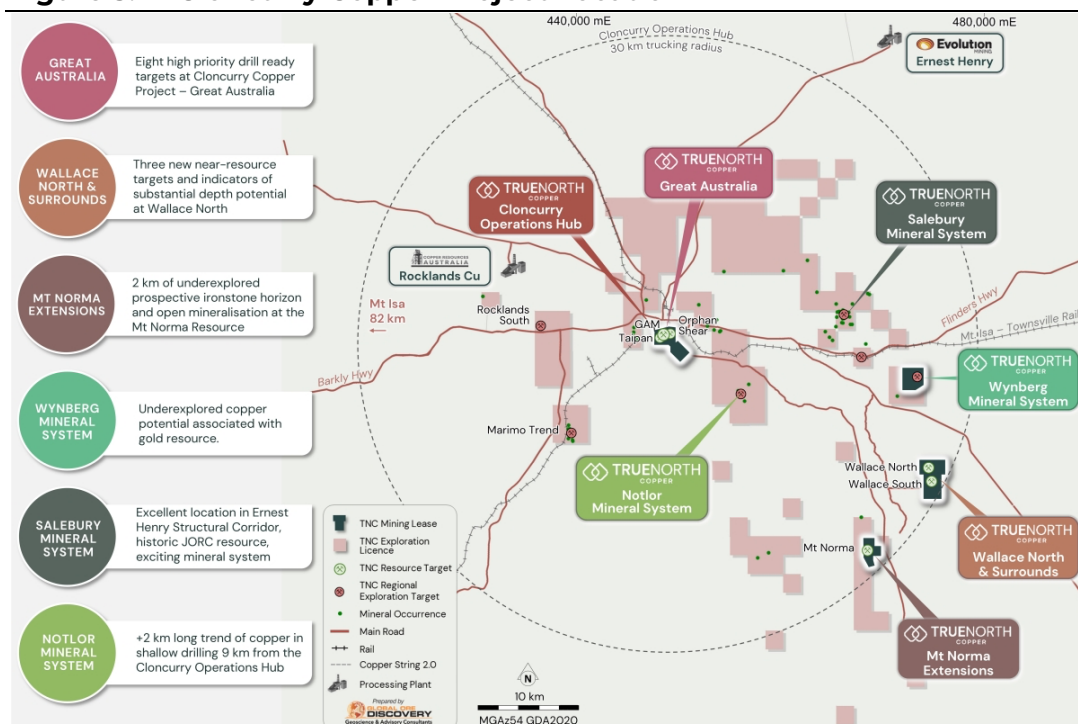 440,000 mE
480,000 mE
Cloncurry Operations Hub
30 km trucking radius
Evolution
MINING
Ernest Henry
GREAT
AUSTRALIA
Eight high priority drill ready
targets at Cloncurry Copper
Project – Great Australia
WALLACE
NORTH &
SURROUNDS
Three new near-resource
targets and indicators of
substantial depth potential
at Wallace North
MT NORMA
EXTENSIONS
2 km of underexplored
prospective ironstone horizon
and open mineralisation at the
Mt Norma Resource
WYNBERG
MINERAL
SYSTEM
Underexplored copper
potential associated with
gold resource.
SALEBURY
MINERAL
SYSTEM
Excellent location in Ernest
Henry Structural Corridor,
historic JORC resource,
exciting mineral system
NOTLOR
MINERAL
SYSTEM
+2 km long trend of copper in
shallow drilling 9 km from the
Cloncurry Operations Hub
TRUENORTH
COPPER
Great Australia
TRUENORTH
COPPER
Cloncurry
Operations Hub
TRUENORTH
COPPER
Salebury
Mineral System
COPPER RESOURCES
AUSTRALIA
Rocklands Cu
Mt Isa
82 km
Rocklands
South
GAM
Taipan
Orphan
Shear
Flinders Hwy
Mt Isa – Townsville Rail
Barkly Hwy
TRUENORTH
COPPER
Wynberg
Mineral System
Marimo Trend
TRUENORTH
COPPER
Notlor
Mineral System
Wallace North
Wallace South
TRUENORTH
COPPER
Wallace North
& Surrounds
Mt Norma
TRUENORTH
COPPER
Mt Norma
Extensions
TNC Mining Lease
TNC Exploration
Licence
TNC Resource Target
TNC Regional
Exploration Target
Mineral Occurrence
Main Road
Rail
Copper String 2.0
Processing Plant
Prepared by
GLOBAL ORE
DISCOVERY
Geoscience & Advisory Consultants
N
10 km
MGAz54 GDA2020